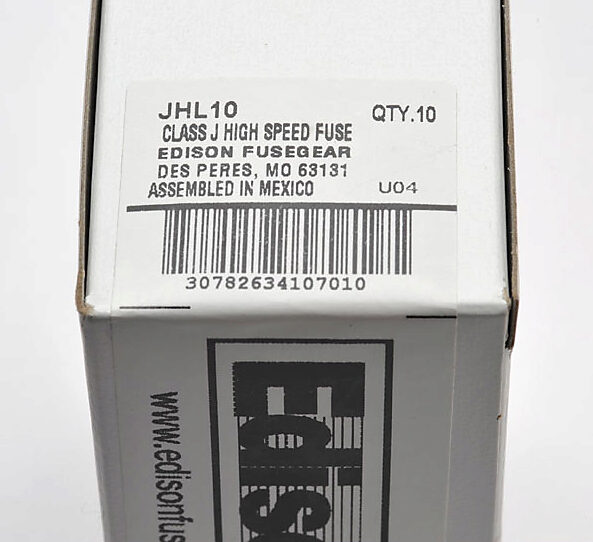 JHL10
QTY.10
CLASS J HIGH SPEED FUSE
EDISON FUSEGEAR
DES PERES, MO 63131
ASSEMBLED IN MEXICO
U04
30782634107010
Ediso
www.edisonfus